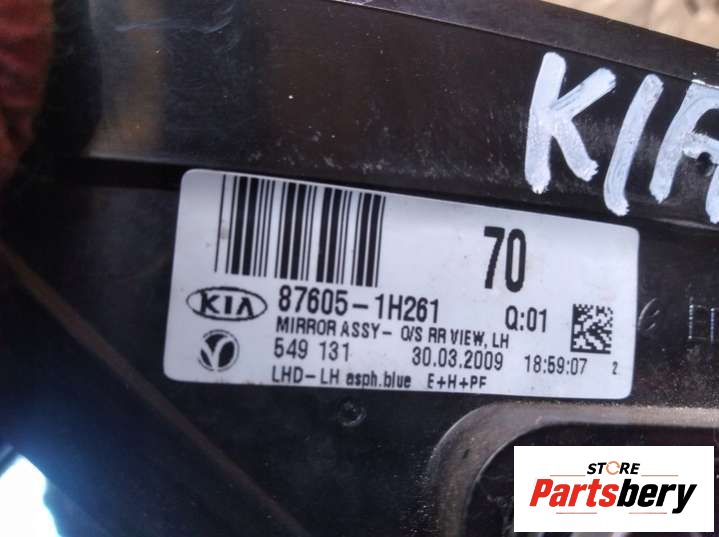 KIA
70
KIA 87605-1H261 Q:01
MIRROR ASSY- O/S RR VIEW, LH
549 131 30.03.2009 18:59:07 2
LHD-LH asph.blue E+H+PF
STORE
Partsbery